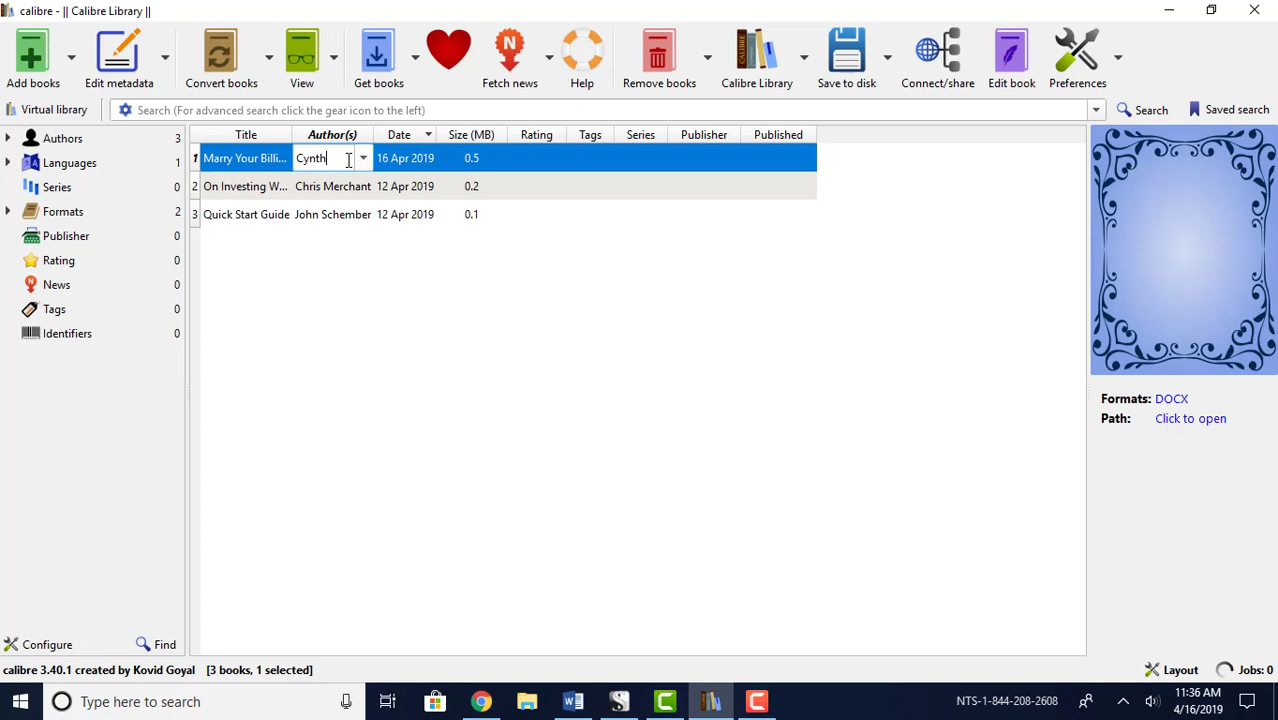 calibre - || Calibre Library ||
Add books
Edit metadata
Convert books
View
Get books
N
Fetch news
Help
Remove books
CALIBRE
Calibre Library
Save to disk
Connect/share
Edit book
Preferences
Virtual library
Search (For advanced search click the gear icon to the left)
Search
Saved search
Authors 3
Languages 1
Series 0
Formats 2
Publisher 0
Rating 0
News 0
Tags 0
Identifiers 0
Title Author(s) Date Size (MB) Rating Tags Series Publisher Published
1 Marry Your Billi... Cynth 16 Apr 2019 0.5
2 On Investing W... Chris Merchant 12 Apr 2019 0.2
3 Quick Start Guide John Schember 12 Apr 2019 0.1
Formats: DOCX
Path: Click to open
Configure
Find
calibre 3.40.1 created by Kovid Goyal [3 books, 1 selected]
Layout
Jobs: 0
Type here to search
NTS-1-844-208-2608
11:36 AM
4/16/2019